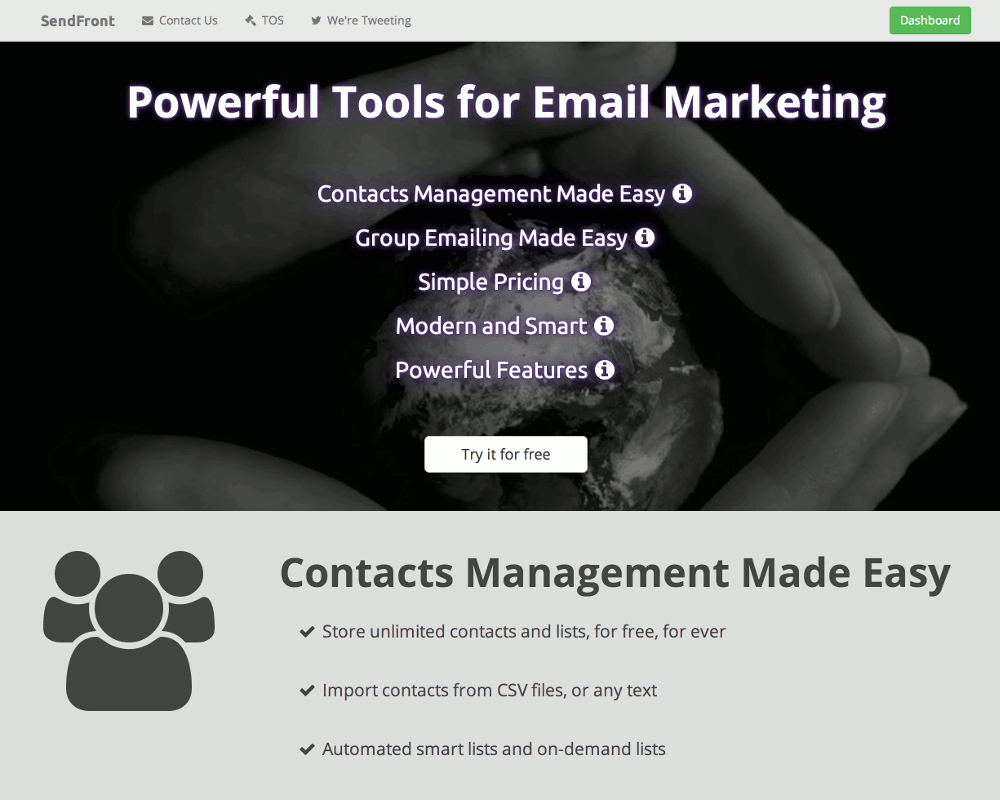 SendFront Contact Us TOS We're Tweeting Dashboard
Powerful Tools for Email Marketing
Contacts Management Made Easy
Group Emailing Made Easy
Simple Pricing
Modern and Smart
Powerful Features
Try it for free
Contacts Management Made Easy
Store unlimited contacts and lists, for free, for ever
Import contacts from CSV files, or any text
Automated smart lists and on-demand lists